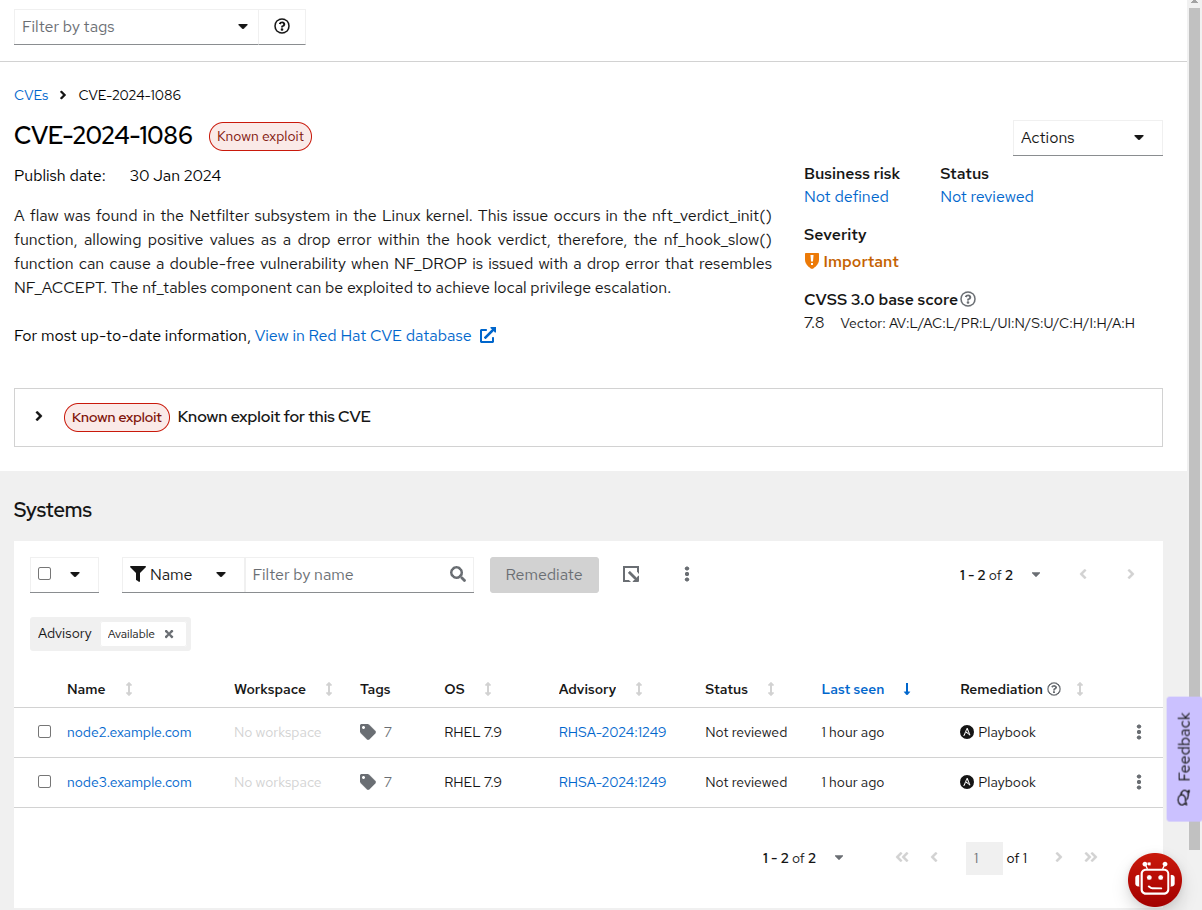 Filter by tags
CVEs > CVE-2024-1086
CVE-2024-1086 Known exploit
Actions
Publish date: 30 Jan 2024
Business risk Status
Not defined Not reviewed
A flaw was found in the Netfilter subsystem in the Linux kernel. This issue occurs in the nft_verdict_init()
function, allowing positive values as a drop error within the hook verdict, therefore, the nf_hook_slow()
function can cause a double-free vulnerability when NF_DROP is issued with a drop error that resembles
NF_ACCEPT. The nf_tables component can be exploited to achieve local privilege escalation.
Severity
Important
CVSS 3.0 base score
7.8 Vector: AV:L/AC:L/PR:L/UI:N/S:U/C:H/I:H/A:H
For most up-to-date information, View in Red Hat CVE database
Known exploit Known exploit for this CVE
Systems
Name Filter by name Remediate 1 - 2 of 2
Advisory Available
Name Workspace Tags OS Advisory Status Last seen Remediation
node2.example.com No workspace 7 RHEL 7.9 RHSA-2024:1249 Not reviewed 1 hour ago Playbook
node3.example.com No workspace 7 RHEL 7.9 RHSA-2024:1249 Not reviewed 1 hour ago Playbook
1 - 2 of 2 1 of 1
Feedback